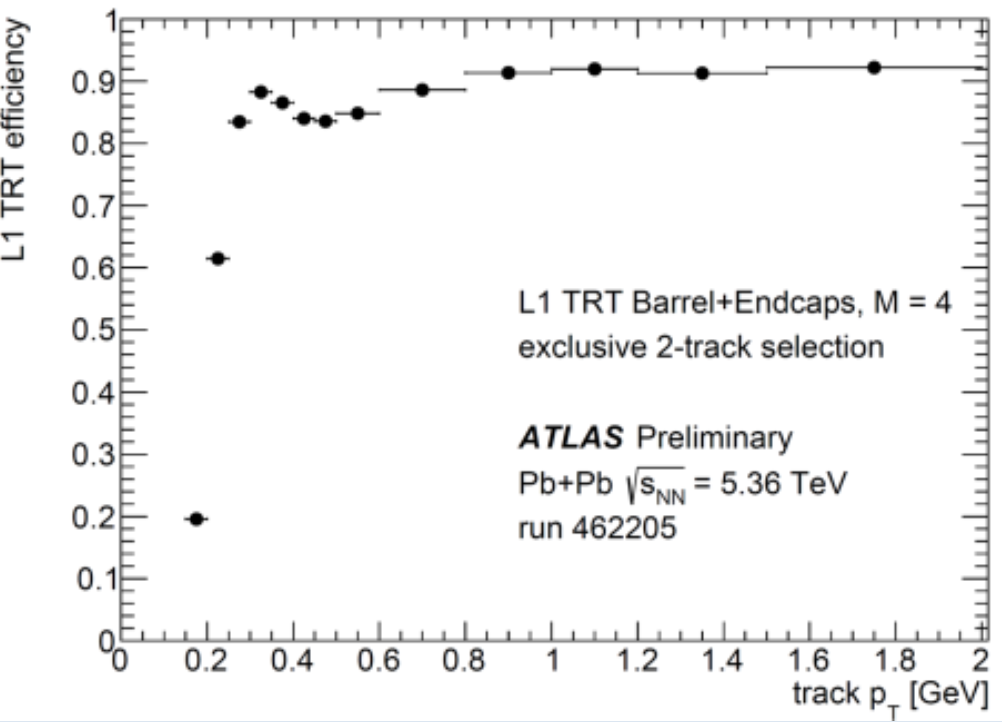 L1 TRT efficiency
1
0.9
0.8
0.7
0.6
0.5
0.4
0.3
0.2
0.1
0
L1 TRT Barrel+Endcaps, M = 4
exclusive 2-track selection
ATLAS Preliminary
Pb+Pb √s_NN = 5.36 TeV
run 462205
0 0.2 0.4 0.6 0.8 1 1.2 1.4 1.6 1.8 2
track p_T [GeV]